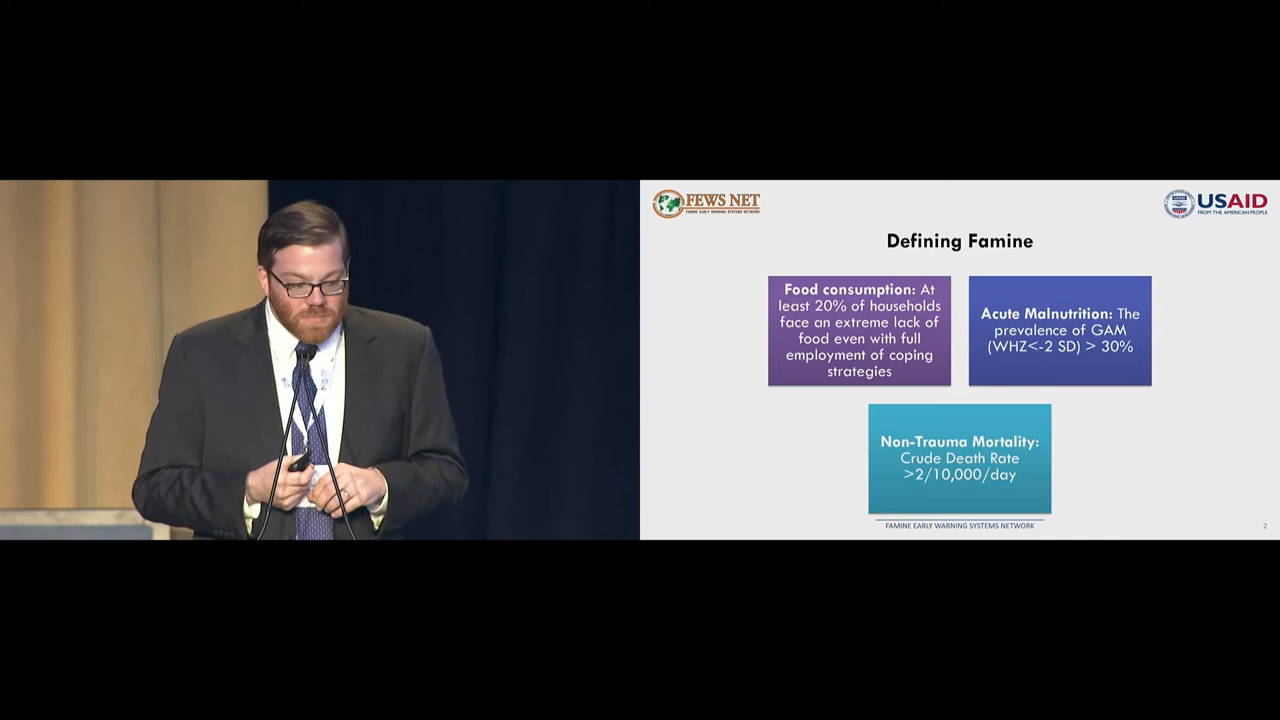 FEWS NET
FAMINE EARLY WARNING SYSTEMS NETWORK
USAID
FROM THE AMERICAN PEOPLE
Defining Famine
Food consumption: At
least 20% of households
face an extreme lack of
food even with full
employment of coping
strategies
Acute Malnutrition: The
prevalence of GAM
(WHZ<-2 SD) > 30%
Non-Trauma Mortality:
Crude Death Rate
>2/10,000/day
FAMINE EARLY WARNING SYSTEMS NETWORK
2